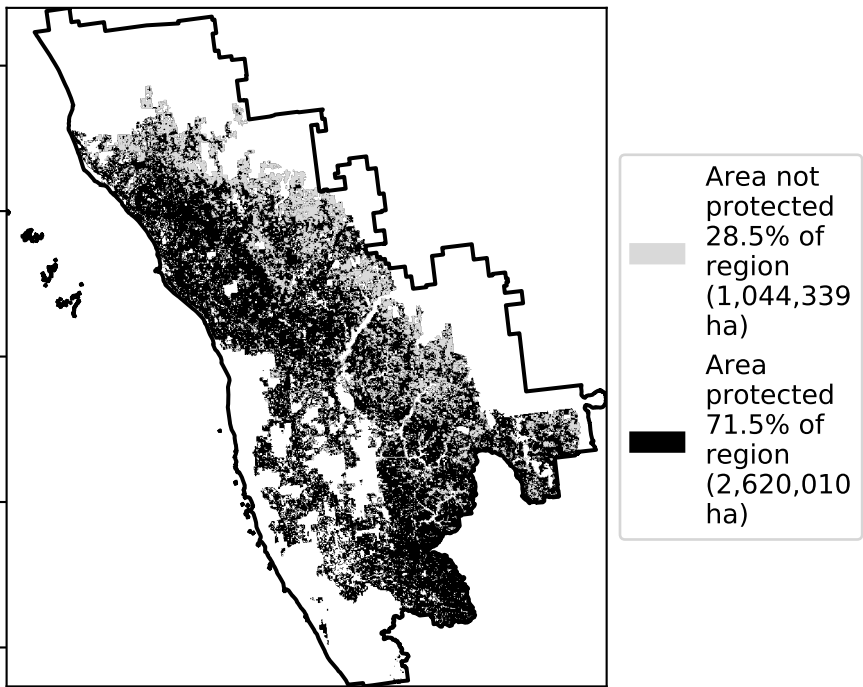 Area not
protected
28.5% of
region
(1,044,339
ha)
Area
protected
71.5% of
region
(2,620,010
ha)